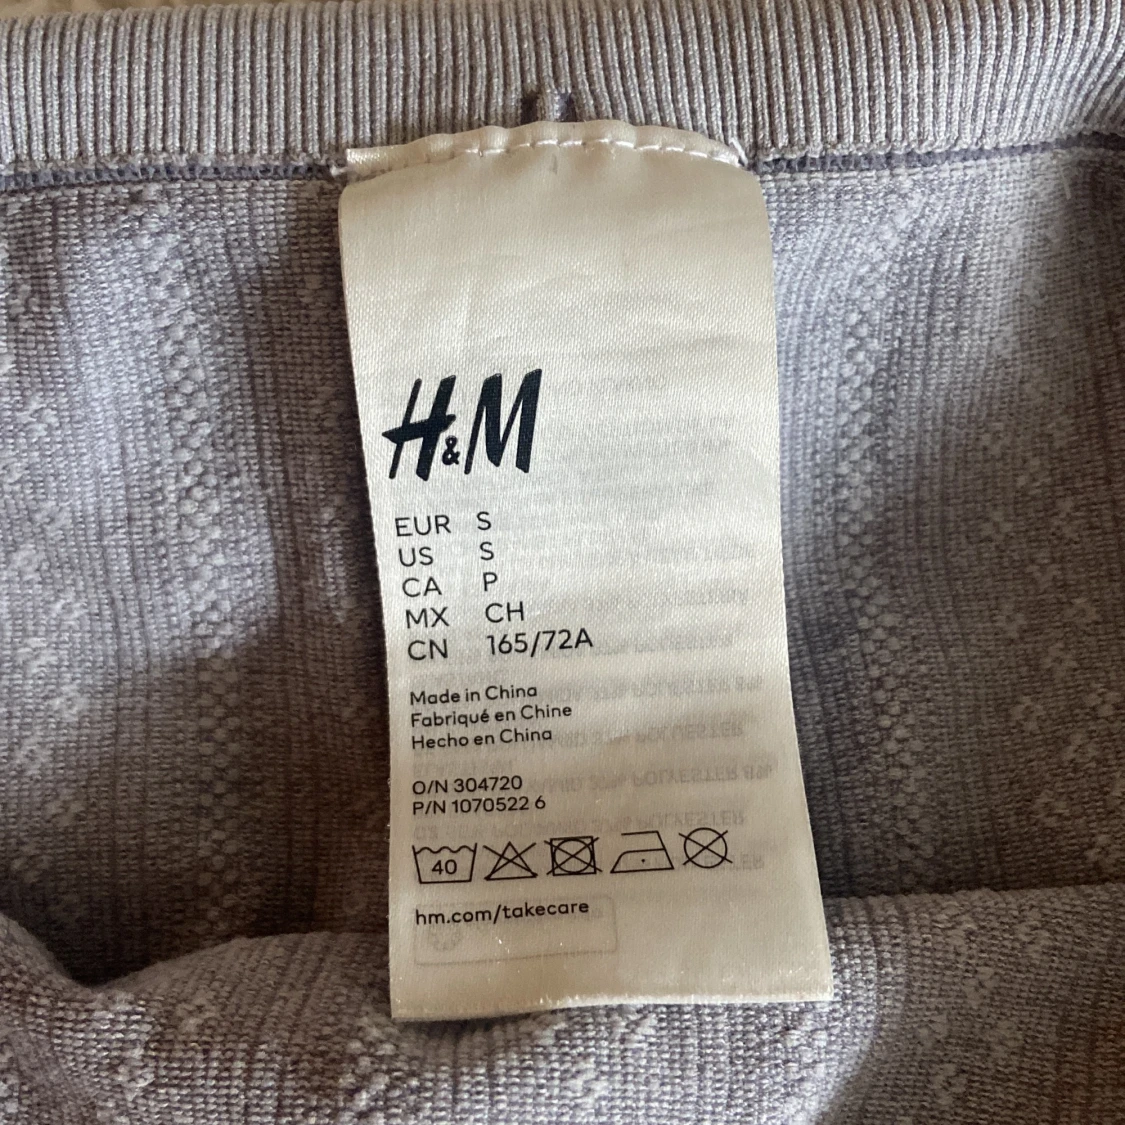 H&M
EUR S
US S
CA P
MX CH
CN 165/72A
Made in China
Fabriqué en Chine
Hecho en China
O/N 304720
P/N 1070522 6
40
hm.com/takecare